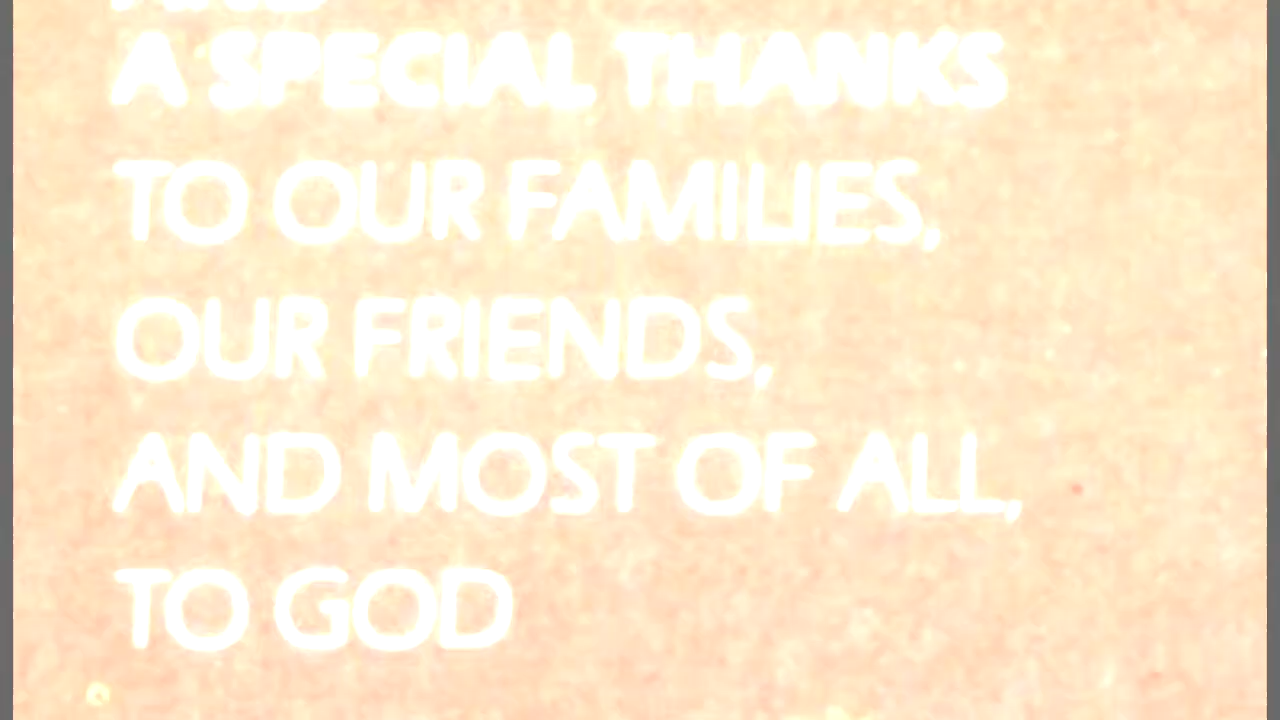 A SPECIAL THANKS
TO OUR FAMILIES,
OUR FRIENDS,
AND MOST OF ALL,
TO GOD